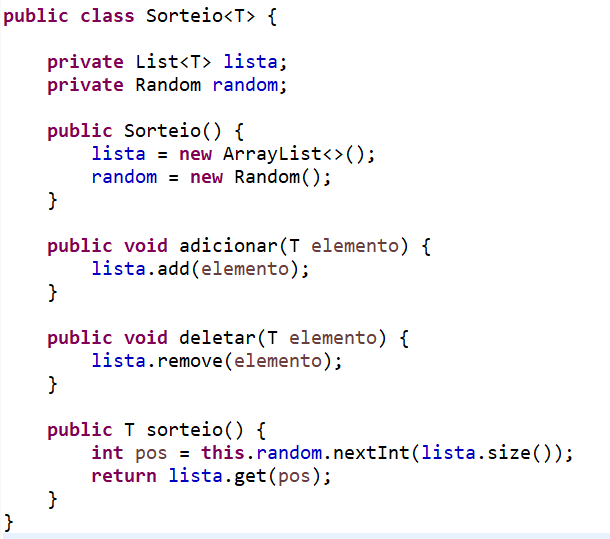 public class Sorteio<T> {
private List<T> lista;
private Random random;
public Sorteio() {
lista = new ArrayList<>();
random = new Random();
}
public void adicionar(T elemento) {
lista.add(elemento);
}
public void deletar(T elemento) {
lista.remove(elemento);
}
public T sorteio() {
int pos = this.random.nextInt(lista.size());
return lista.get(pos);
}
}